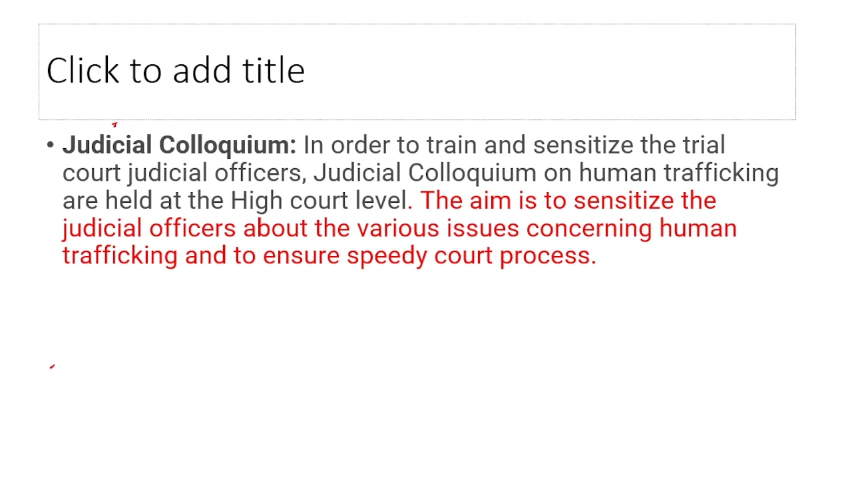 Click to add title
• Judicial Colloquium: In order to train and sensitize the trial
court judicial officers, Judicial Colloquium on human trafficking
are held at the High court level. The aim is to sensitize the
judicial officers about the various issues concerning human
trafficking and to ensure speedy court process.